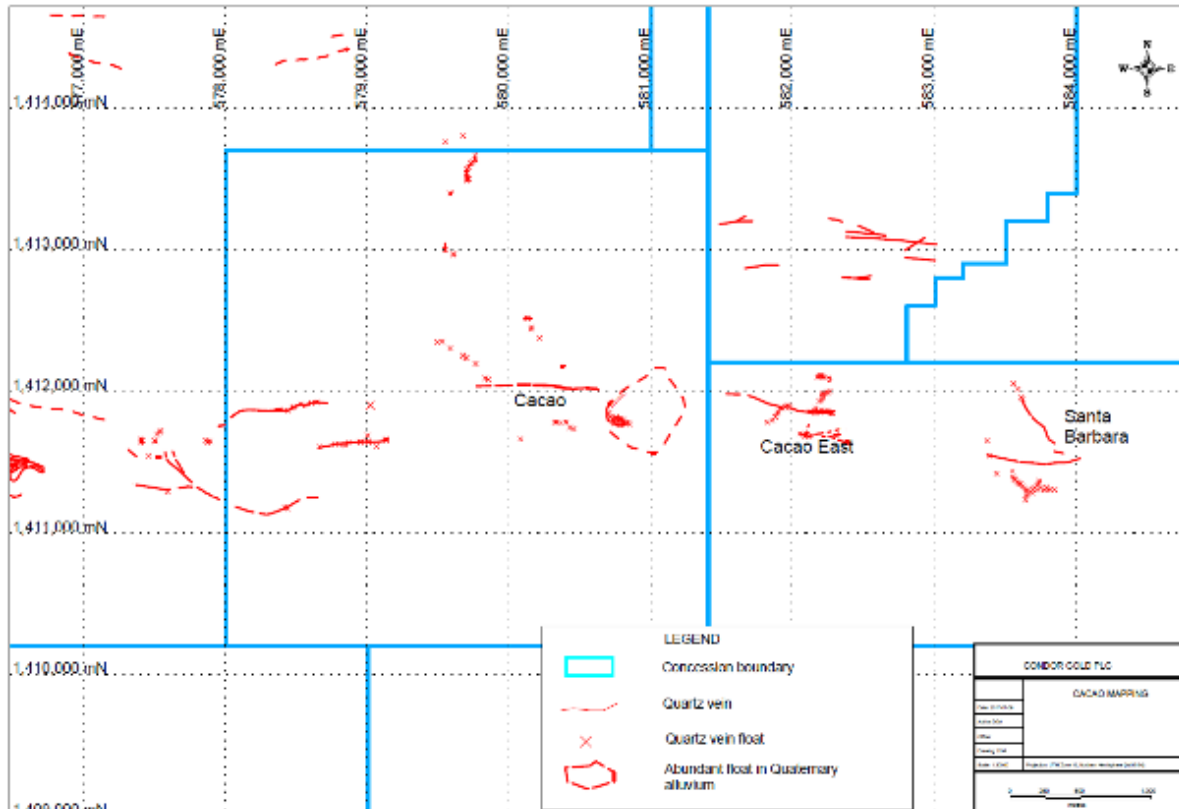 577,000 mE
578,000 mE
579,000 mE
580,000 mE
581,000 mE
582,000 mE
583,000 mE
584,000 mE
N
W
E
S
1,414,000 mN
1,413,000 mN
1,412,000 mN
Cacao
Cacao East
Santa
Barbara
1,411,000 mN
1,410,000 mN
LEGEND
Concession boundary
Quartz vein
Quartz vein float
Abundant float in Quaternary
alluvium
CONDOR GOLD PLC
CACAO MAPPING
0
1,000